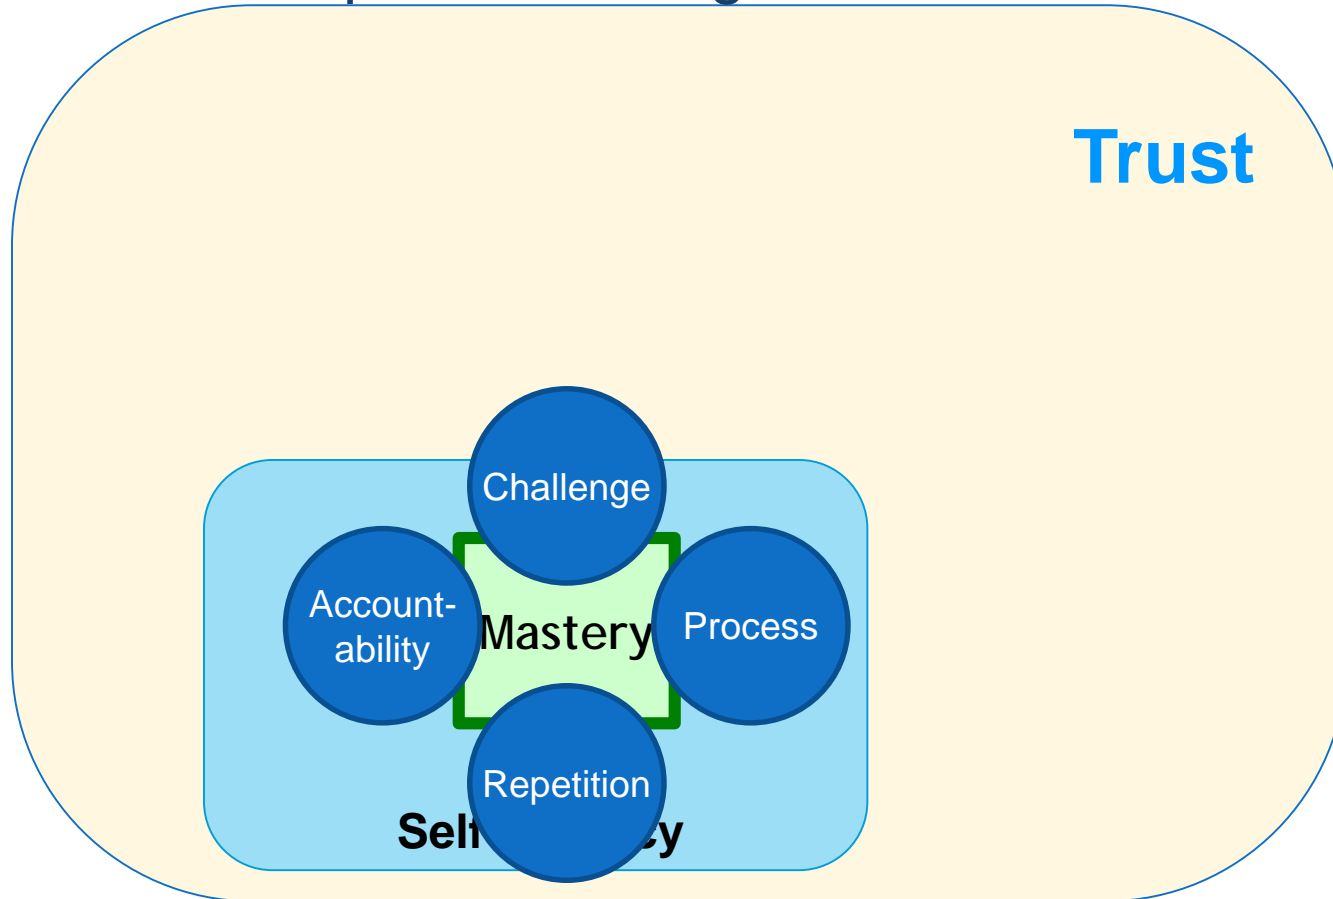 Trust
Challenge
Account-
ability
Mastery
Process
Repetition